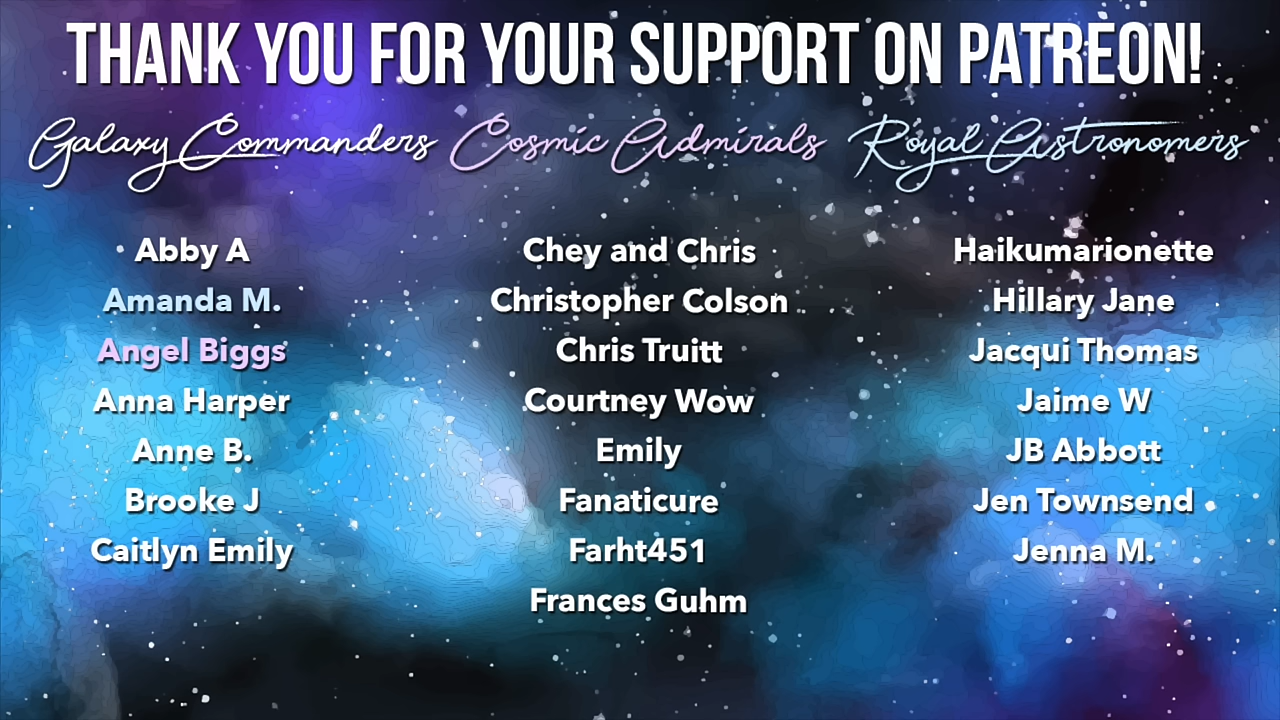 THANK YOU FOR YOUR SUPPORT ON PATREON!
Galaxy Commanders Cosmic Admirals Royal Astronomers
Abby A
Amanda M.
Angel Biggs
Anna Harper
Anne B.
Brooke J
Caitlyn Emily
Chey and Chris
Christopher Colson
Chris Truitt
Courtney Wow
Emily
Fanaticure
Farht451
Frances Guhm
Haikumarionette
Hillary Jane
Jacqui Thomas
Jaime W
JB Abbott
Jen Townsend
Jenna M.